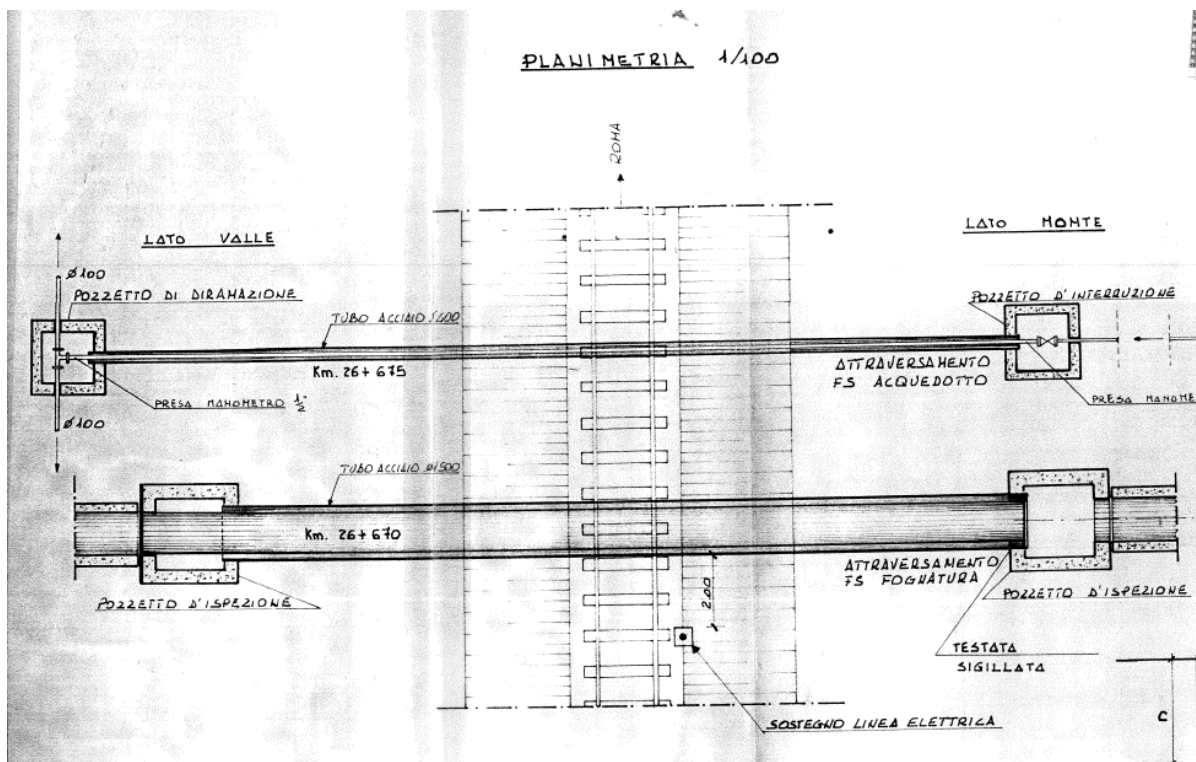 PLANIMETRIA 1/100
ROMA
LATO VALLE
LATO MONTE
Ø100
POZZETTO DI DIRAMAZIONE
POZZETTO D'INTERRUZIONE
TUBO ACCIAIO
Km. 26+675
ATTRAVERSAMENTO
FS ACQUEDOTTO
PRESA MANOMETRO 1"/2
PRESA MANOME
Ø100
TUBO ACCIAIO Ø1500
Km. 26+670
ATTRAVERSAMENTO
FS FOGNATURA
2.00
POZZETTO D'ISPEZIONE
POZZETTO D'ISPEZIONE
TESTATA
SIGILLATA
SOSTEGNO LINEA ELETTRICA
C